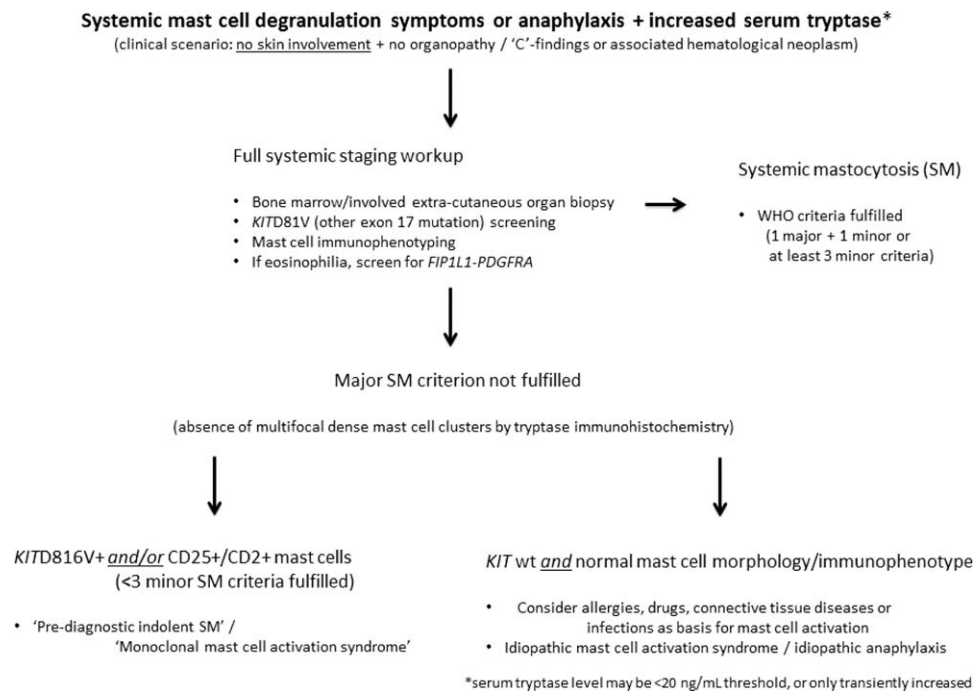 Systemic mast cell degranulation symptoms or anaphylaxis + increased serum tryptase*
(clinical scenario: no skin involvement + no organopathy / ‘C’-findings or associated hematological neoplasm)
Full systemic staging workup
• Bone marrow/involved extra-cutaneous organ biopsy
• KITD81V (other exon 17 mutation) screening
• Mast cell immunophenotyping
• If eosinophilia, screen for FIP1L1-PDGFRA
Systemic mastocytosis (SM)
• WHO criteria fulfilled
(1 major + 1 minor or
at least 3 minor criteria)
Major SM criterion not fulfilled
(absence of multifocal dense mast cell clusters by tryptase immunohistochemistry)
KITD816V+ and/or CD25+/CD2+ mast cells
(<3 minor SM criteria fulfilled)
• ‘Pre-diagnostic indolent SM’ /
‘Monoclonal mast cell activation syndrome’
KIT wt and normal mast cell morphology/immunophenotype
• Consider allergies, drugs, connective tissue diseases or
infections as basis for mast cell activation
• Idiopathic mast cell activation syndrome / idiopathic anaphylaxis
*serum tryptase level may be <20 ng/mL threshold, or only transiently increased